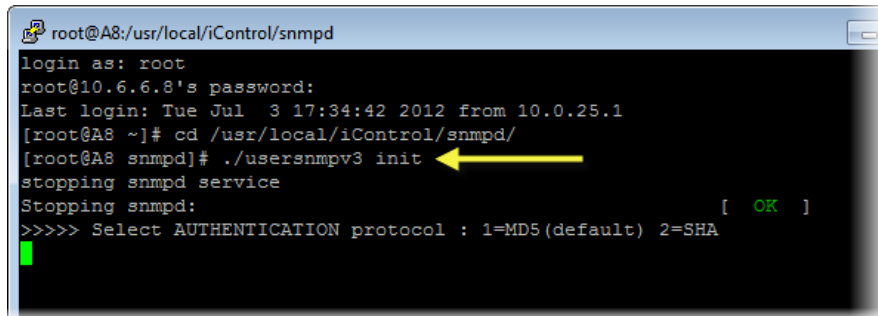 root@A8:/usr/local/iControl/snmpd
login as: root
root@10.6.6.8's password:
Last login: Tue Jul  3 17:34:42 2012 from 10.0.25.1
[root@A8 ~]# cd /usr/local/iControl/snmpd/
[root@A8 snmpd]# ./usersnmpv3 init
stopping snmpd service
Stopping snmpd:                                            [  OK  ]
>>>>> Select AUTHENTICATION protocol : 1=MD5(default) 2=SHA